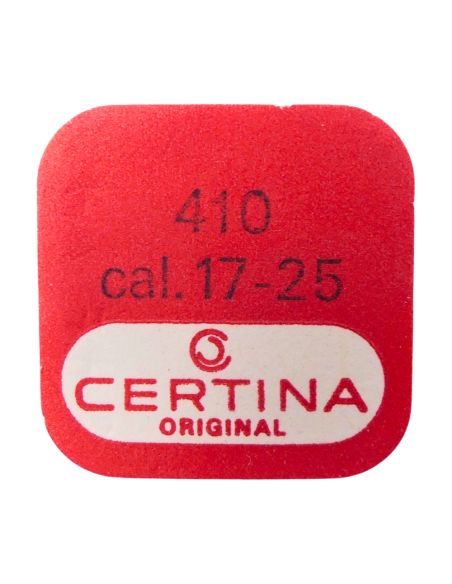 410
cal. 17-25
CERTINA
ORIGINAL